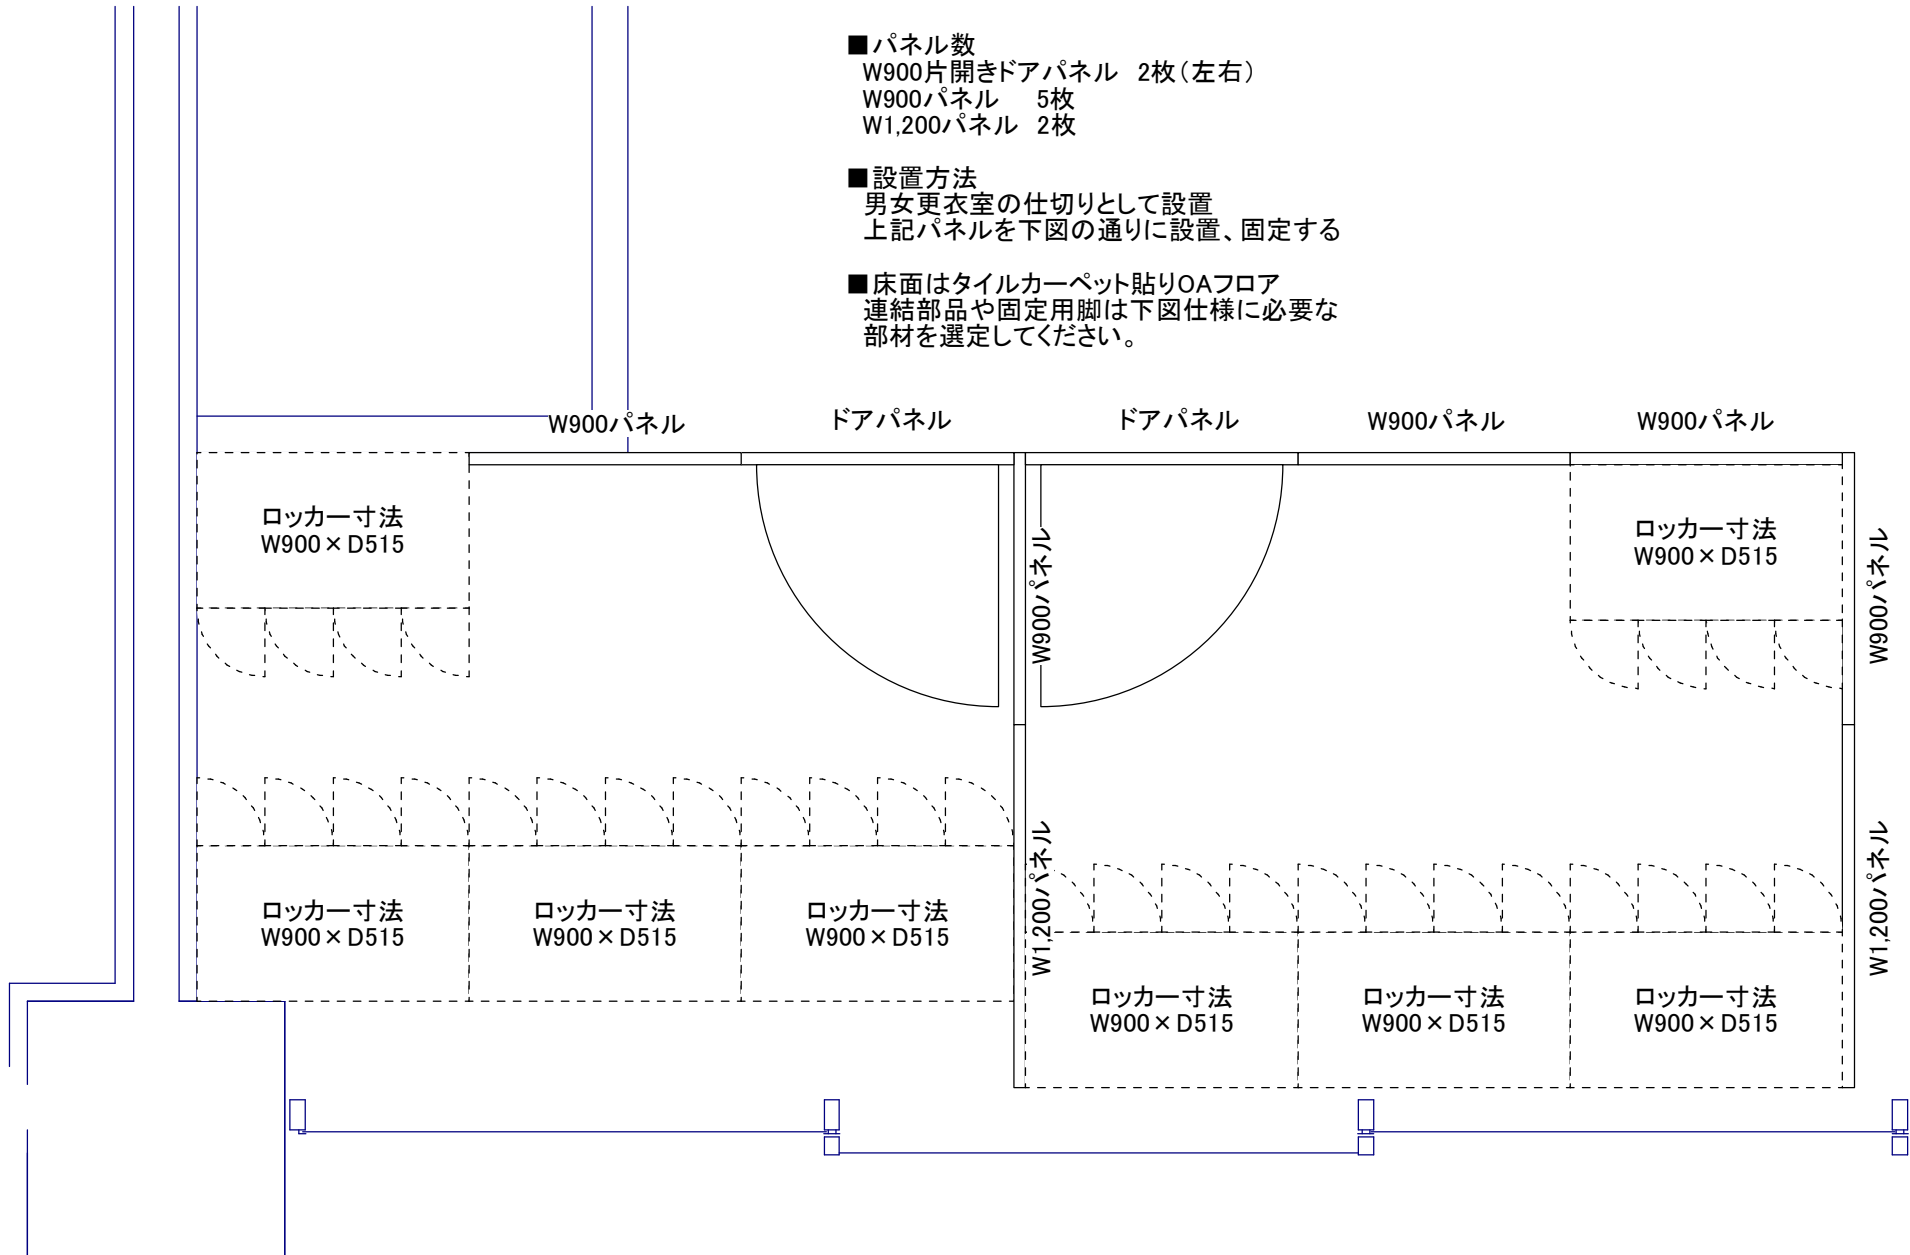 ■パネル数
W900片開きドアパネル 2枚(左右)
W900パネル 5枚
W1,200パネル 2枚
■設置方法
男女更衣室の仕切りとして設置
上記パネルを下図の通りに設置、固定する
■床面はタイルカーペット貼りOAフロア
連結部品や固定用脚は下図仕様に必要な
部材を選定してください。
W900パネル
ドアパネル
ドアパネル
W900パネル
W900パネル
ロッカー寸法
W900×D515
W900パネル
ロッカー寸法
W900×D515
W900パネル
ロッカー寸法
W900×D515
ロッカー寸法
W900×D515
ロッカー寸法
W900×D515
W1,200パネル
W1,200パネル
ロッカー寸法
W900×D515
ロッカー寸法
W900×D515
ロッカー寸法
W900×D515